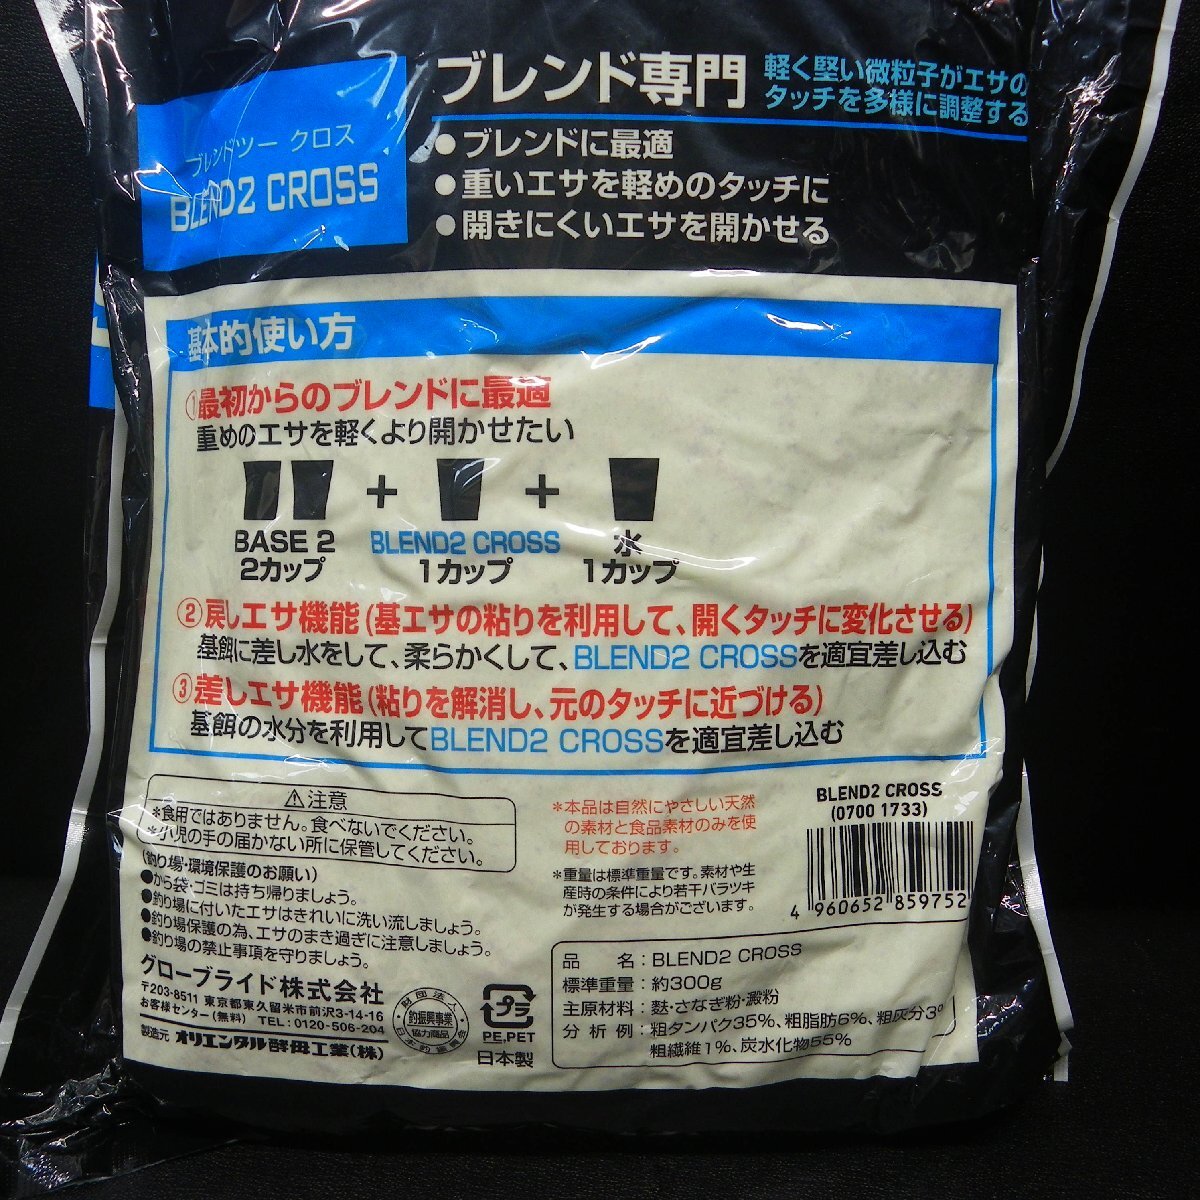 ブレンドツー クロス
BLEND2 CROSS
ブレンド専門
軽く堅い微粒子がエサの
タッチを多様に調整する
●ブレンドに最適
●重いエサを軽めのタッチに
●開きにくいエサを開かせる
基本的使い方
①最初からのブレンドに最適
重めのエサを軽くより開かせたい
+ +
BASE 2 BLEND2 CROSS 水
2カップ 1カップ 1カップ
②戻しエサ機能(基エサの粘りを利用して、開くタッチに変化させる)
基餌に差し水をして、柔らかくして、BLEND2 CROSSを適宜差し込む
③差しエサ機能(粘りを解消し、元のタッチに近づける)
基餌の水分を利用してBLEND2 CROSSを適宜差し込む
⚠注意
*食用ではありません。食べないでください。
*小児の手の届かない所に保管してください。
(釣り場・環境保護のお願い)
●から袋・ゴミは持ち帰りましょう。
●釣り場に付いたエサはきれいに洗い流しましょう。
●釣り場保護の為、エサのまき過ぎに注意しましょう。
●釣り場の禁止事項を守りましょう。
グローブライド株式会社
〒203-8511 東京都東久留米市前沢3-14-16
お客様センター(無料) TEL:0120-506-204
製造元 オリエンタル酵母工業(株)
財団法人
釣振興事業
協力商品
日本釣振興会
プラ
PE,PET
日本製
*本品は自然にやさしい天然
の素材と食品素材のみを使
用しております。
*重量は標準重量です。素材や生
産時の条件により若干バラツキ
が発生する場合がございます。
BLEND2 CROSS
(0700 1733)
4 960652 859752
品 名:BLEND2 CROSS
標準重量:約300g
主原材料:麩・さなぎ粉・澱粉
分析例:粗タンパク35%、粗脂肪6%、粗灰分3%
粗繊維1%、炭水化物55%